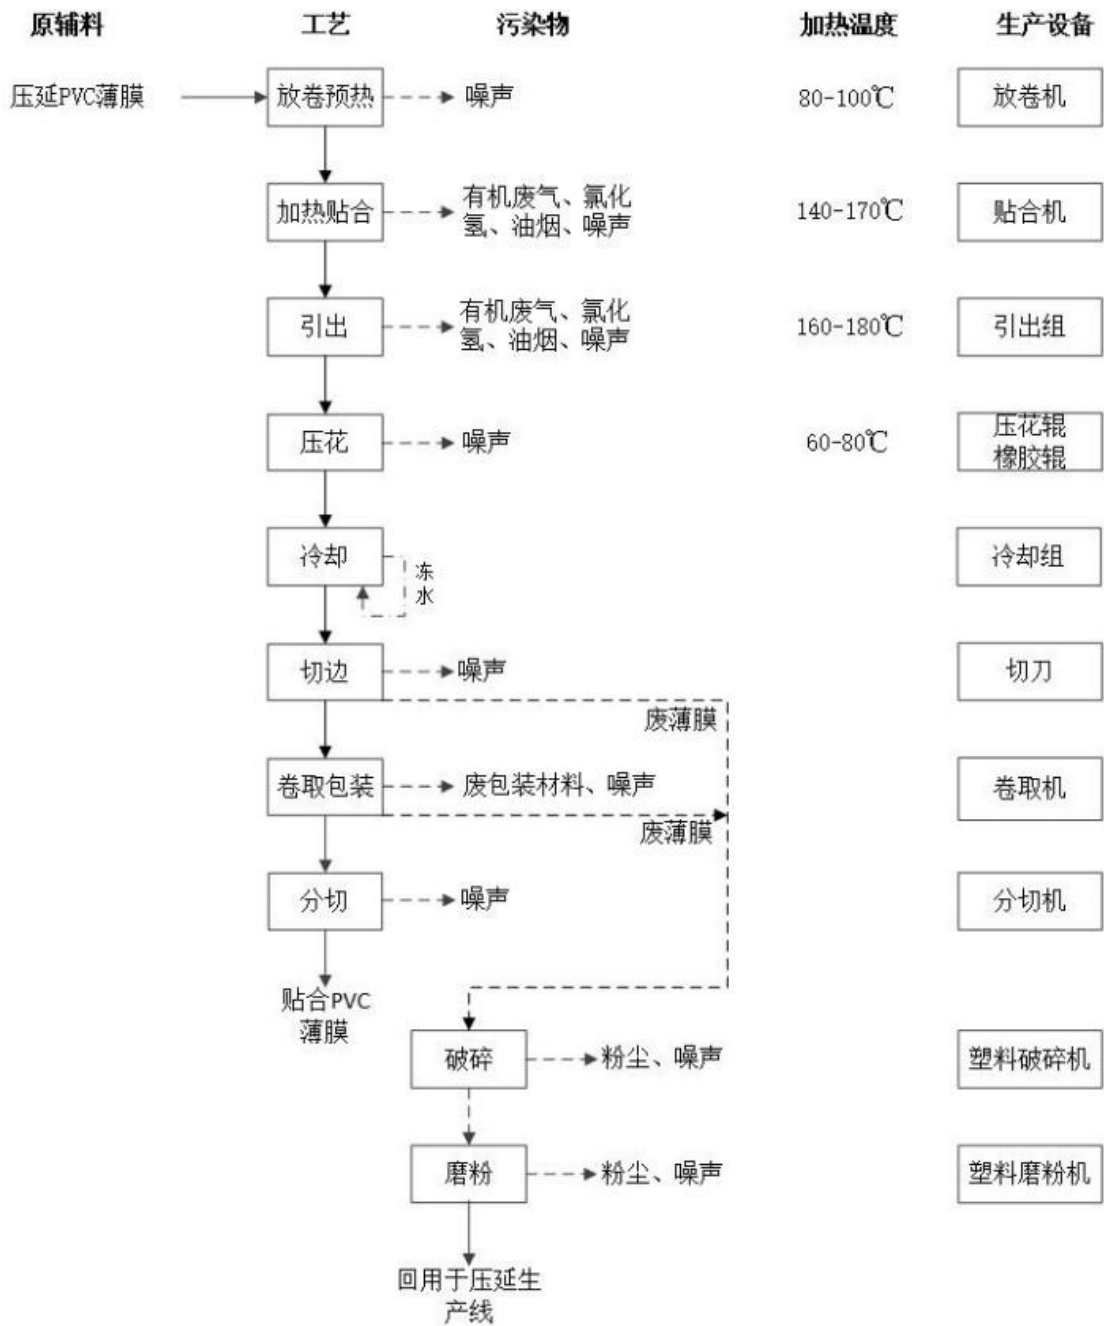 原辅料 工艺 污染物 加热温度 生产设备
压延PVC薄膜 放卷预热 噪声 80-100℃ 放卷机
加热贴合 有机废气、氯化 140-170℃ 贴合机
氢、油烟、噪声
引出 有机废气、氯化 160-180℃ 引出组
氢、油烟、噪声
压花 噪声 60-80℃ 压花辊
橡胶辊
冷却 冻 冷却组
水
切边 噪声 切刀
废薄膜
卷取包装 废包装材料、噪声 卷取机
废薄膜
分切 噪声 分切机
贴合PVC
薄膜
破碎 粉尘、噪声 塑料破碎机
磨粉 粉尘、噪声 塑料磨粉机
回用于压延生
产线